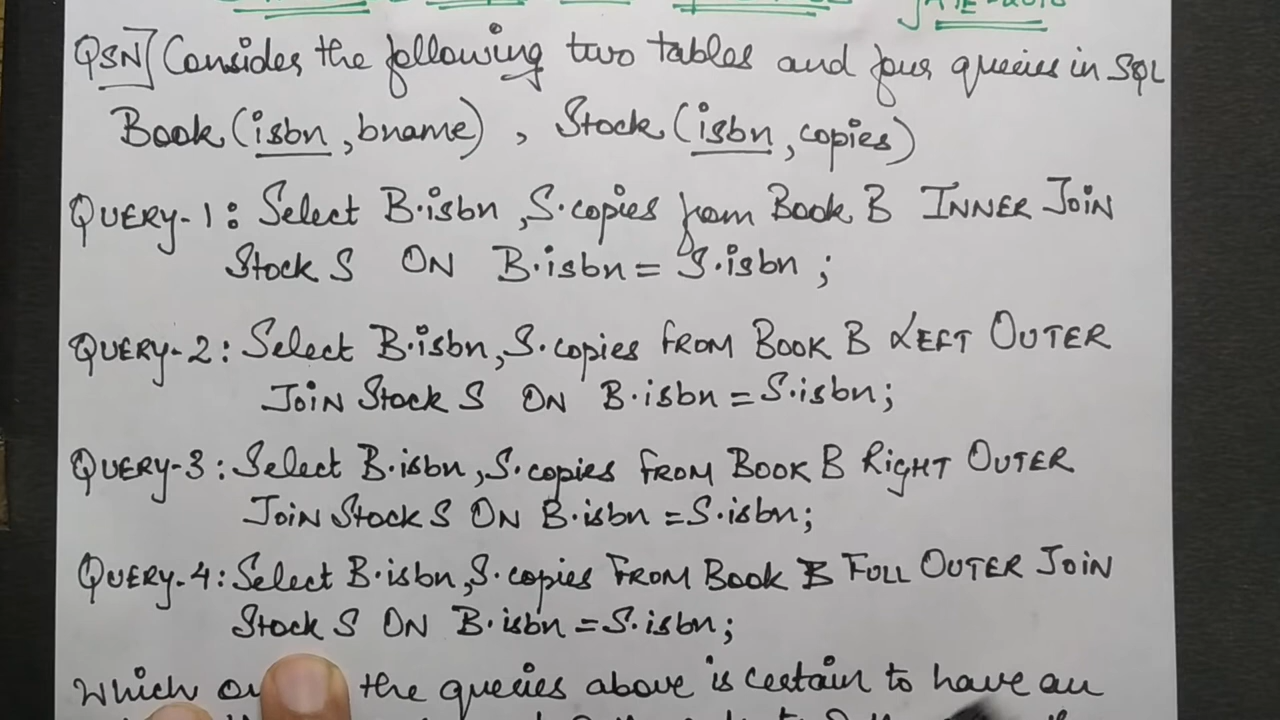 QSN] Consider the following two tables and four queries in SQL
Book (isbn, bname), Stock (isbn, copies)
QUERY-1: Select B.isbn, S.copies from Book B INNER JOIN
Stock S ON B.isbn = S.isbn;
QUERY-2: Select B.isbn, S.copies FROM BOOK B LEFT OUTER
JOIN Stock S ON B.isbn = S.isbn;
QUERY-3: Select B.isbn, S.copies FROM BOOK B RIGHT OUTER
JOIN Stock S ON B.isbn = S.isbn;
QUERY-4: Select B.isbn, S.copies FROM Book B FULL OUTER JOIN
Stock S ON B.isbn = S.isbn;
Which the queries above is certain to have an